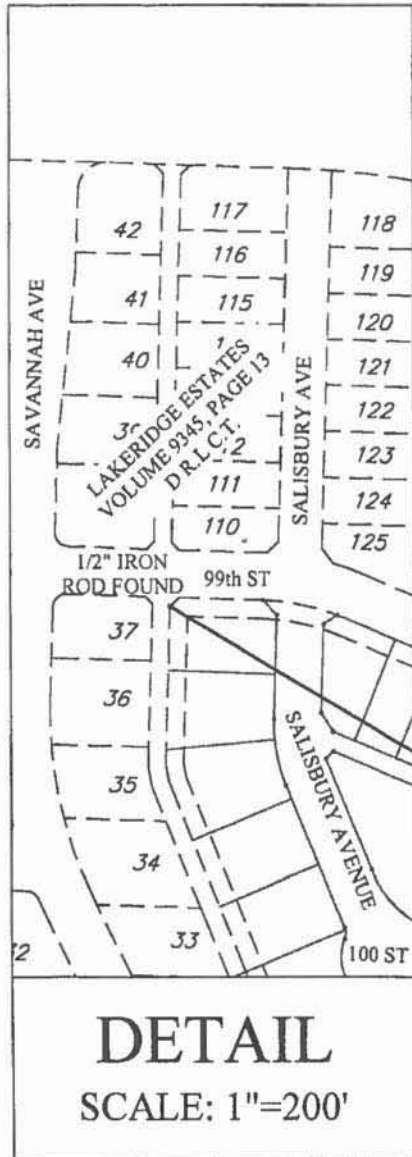 117
118
42
116
119
41
115
120
40
121
122
123
111
124
110
125
SAVANNAH AVE
LAKERIDGE ESTATES
VOLUME 9345, PAGE 13
D R.L C.T.
SALISBURY AVE
1/2" IRON
ROD FOUND
99th ST
37
36
35
34
33
SALISBURY AVENUE
100 ST
DETAIL
SCALE: 1"=200'